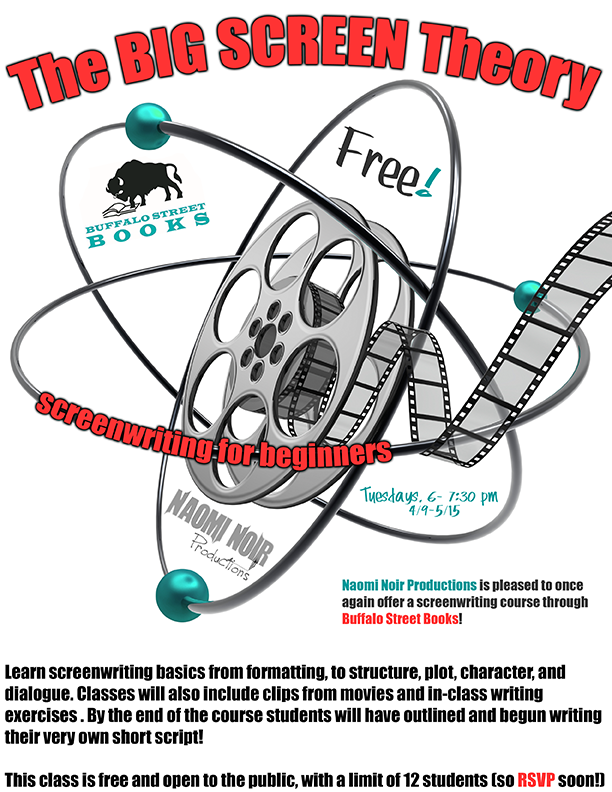 The BIG SCREEN Theory
Free!
BUFFALO STREET
BOOKS
screenwriting for beginners
Tuesdays, 6- 7:30 pm
4/9-5/15
NAOMI NOIR
Productions
Naomi Noir Productions is pleased to once
again offer a screenwriting course through
Buffalo Street Books!
Learn screenwriting basics from formatting, to structure, plot, character, and
dialogue. Classes will also include clips from movies and in-class writing
exercises . By the end of the course students will have outlined and begun writing
their very own short script!
This class is free and open to the public, with a limit of 12 students (so RSVP soon!)